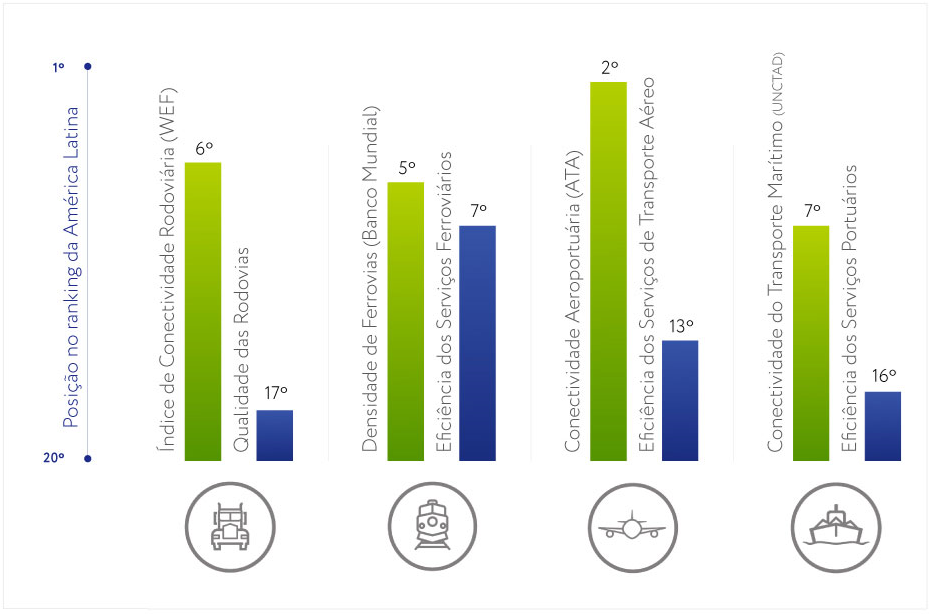 1º
Posição no ranking da América Latina
20º
Índice de Conectividade Rodoviária (WEF)
6º
Qualidade das Rodovias
17º
Densidade de Ferrovias (Banco Mundial)
5º
Eficiência dos Serviços Ferroviários
7º
Conectividade Aeroportuária (ATA)
2º
Eficiência dos Serviços de Transporte Aéreo
13º
Conectividade do Transporte Marítimo (UNCTAD)
7º
Eficiência dos Serviços Portuários
16º